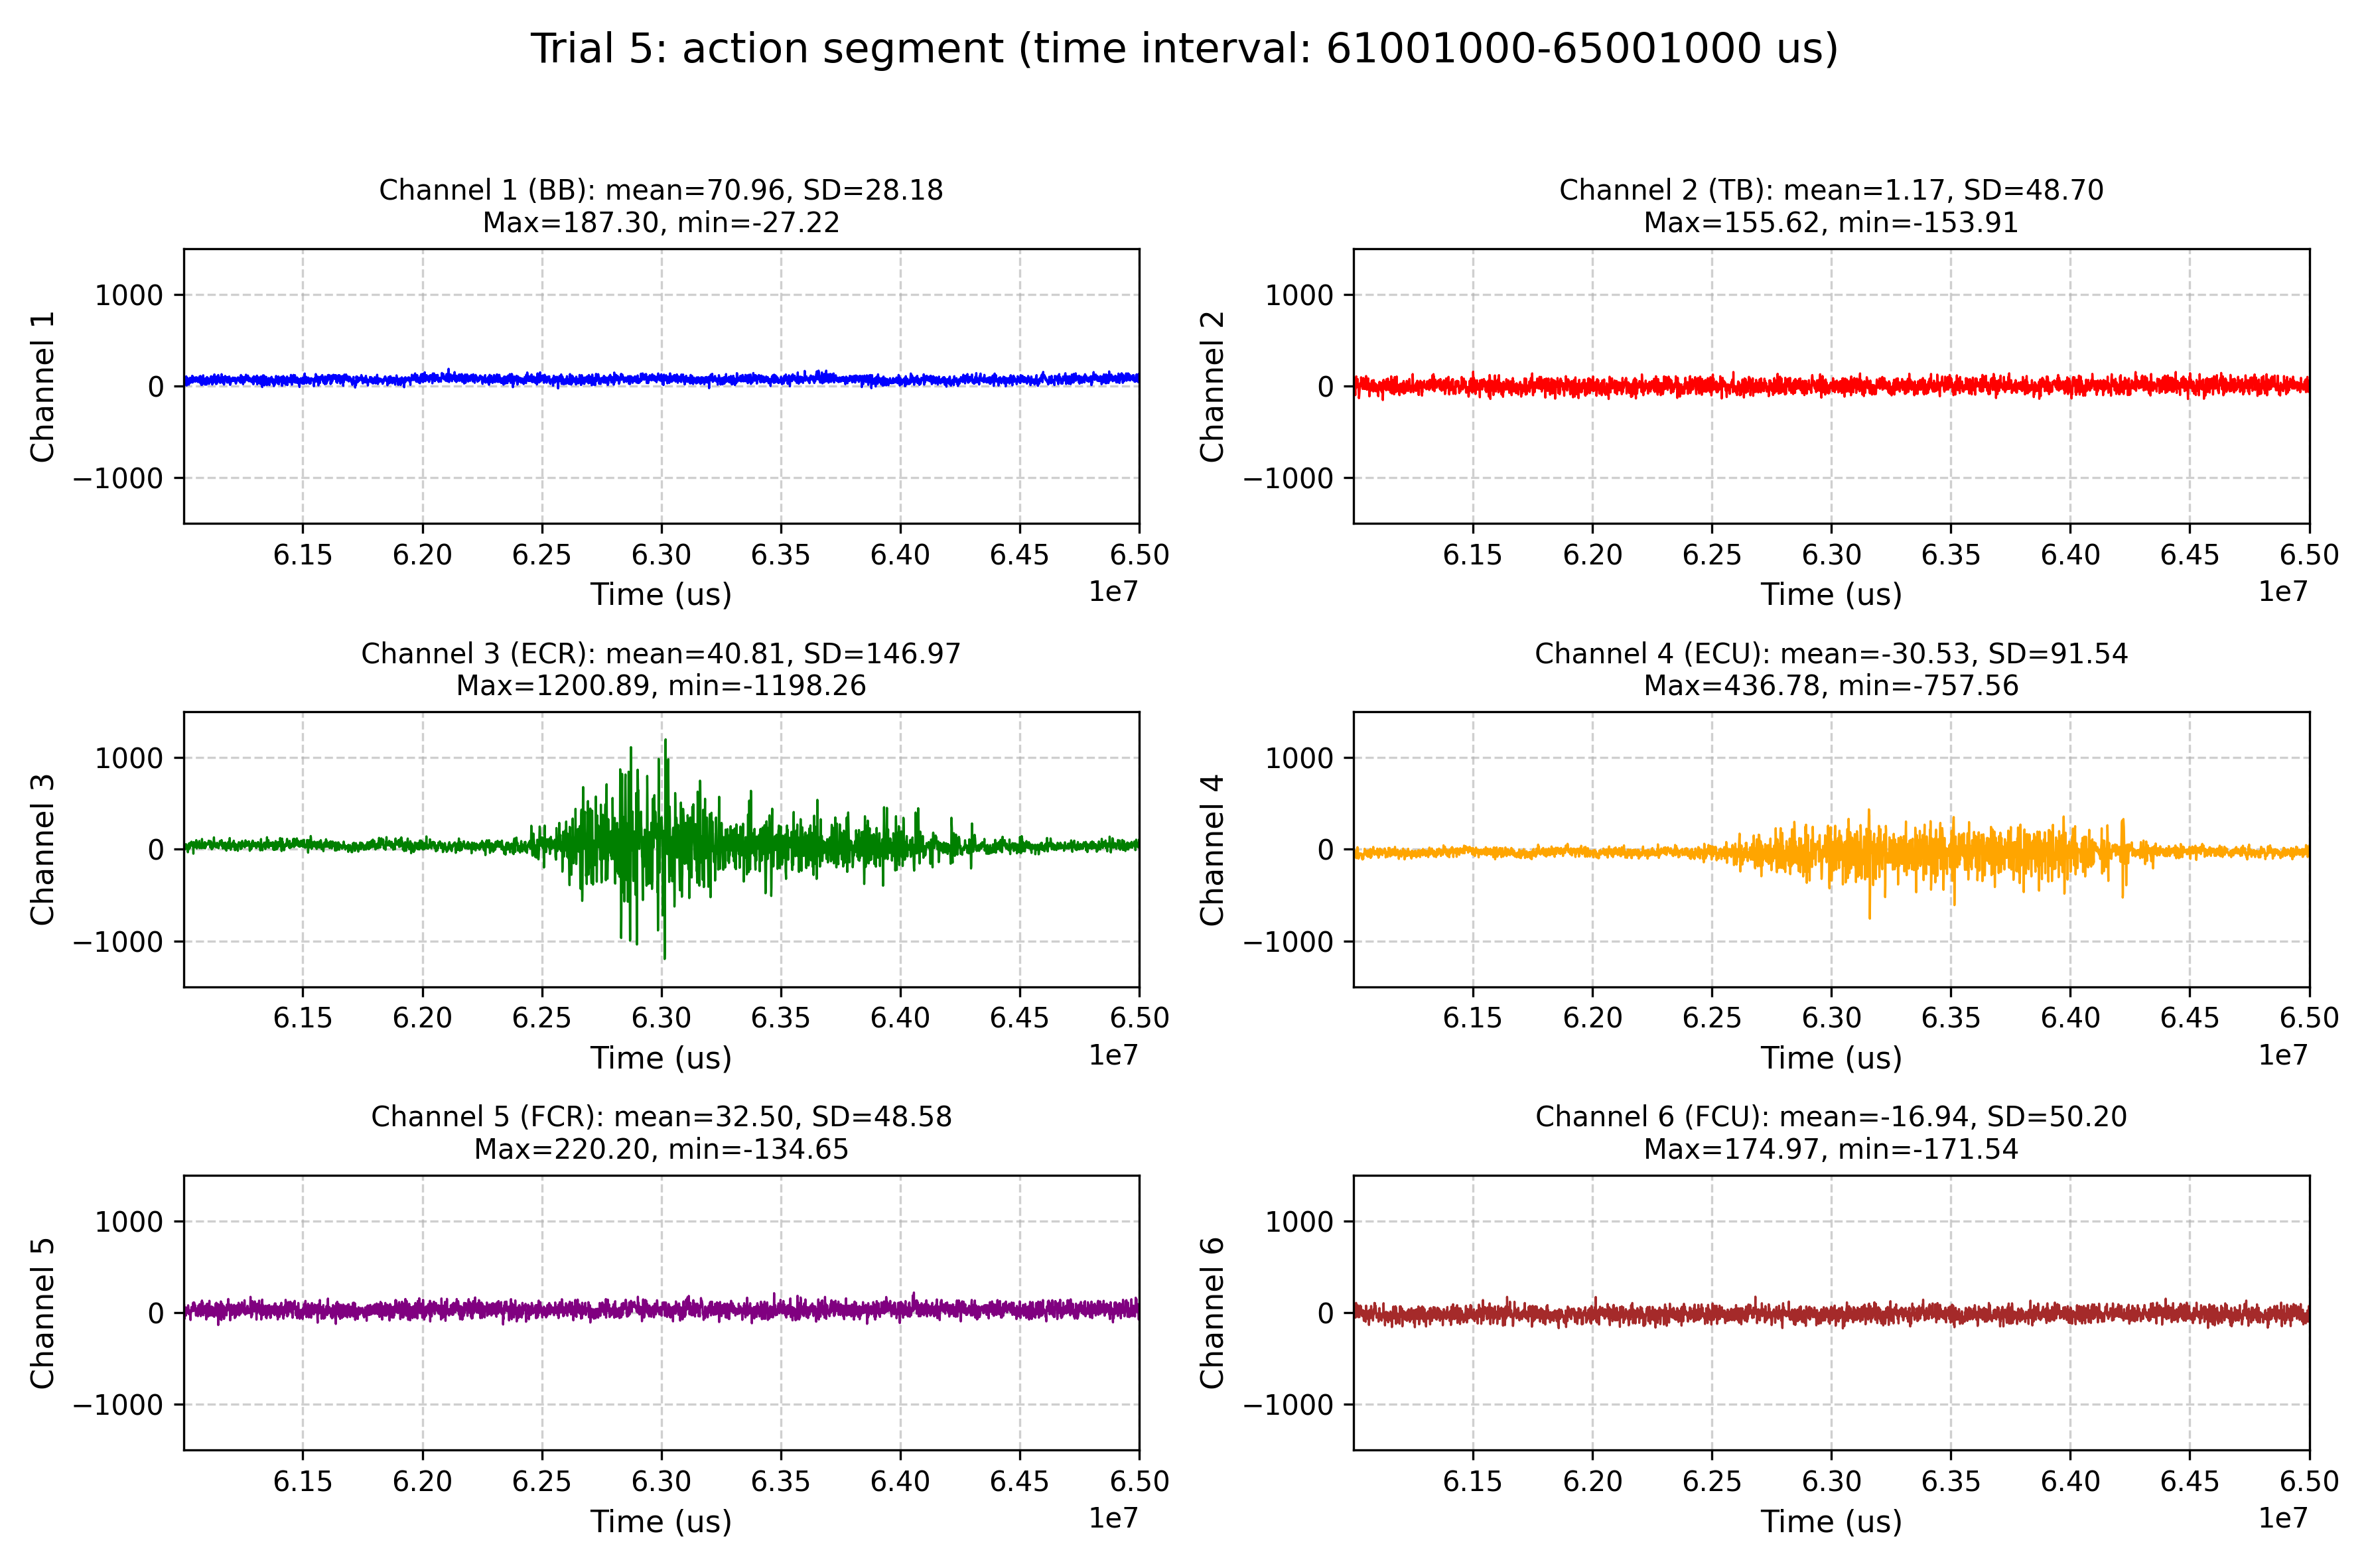 Trial 5: action segment (time interval: 61001000-65001000 us)
Channel 1 (BB): mean=70.96, SD=28.18
Max=187.30, min=-27.22
Channel 1
1000
0
−1000
6.15 6.20 6.25 6.30 6.35 6.40 6.45 6.50
Time (us)
1e7
Channel 2 (TB): mean=1.17, SD=48.70
Max=155.62, min=-153.91
Channel 2
1000
0
−1000
6.15 6.20 6.25 6.30 6.35 6.40 6.45 6.50
Time (us)
1e7
Channel 3 (ECR): mean=40.81, SD=146.97
Max=1200.89, min=-1198.26
Channel 3
1000
0
−1000
6.15 6.20 6.25 6.30 6.35 6.40 6.45 6.50
Time (us)
1e7
Channel 4 (ECU): mean=-30.53, SD=91.54
Max=436.78, min=-757.56
Channel 4
1000
0
−1000
6.15 6.20 6.25 6.30 6.35 6.40 6.45 6.50
Time (us)
1e7
Channel 5 (FCR): mean=32.50, SD=48.58
Max=220.20, min=-134.65
Channel 5
1000
0
−1000
6.15 6.20 6.25 6.30 6.35 6.40 6.45 6.50
Time (us)
1e7
Channel 6 (FCU): mean=-16.94, SD=50.20
Max=174.97, min=-171.54
Channel 6
1000
0
−1000
6.15 6.20 6.25 6.30 6.35 6.40 6.45 6.50
Time (us)
1e7